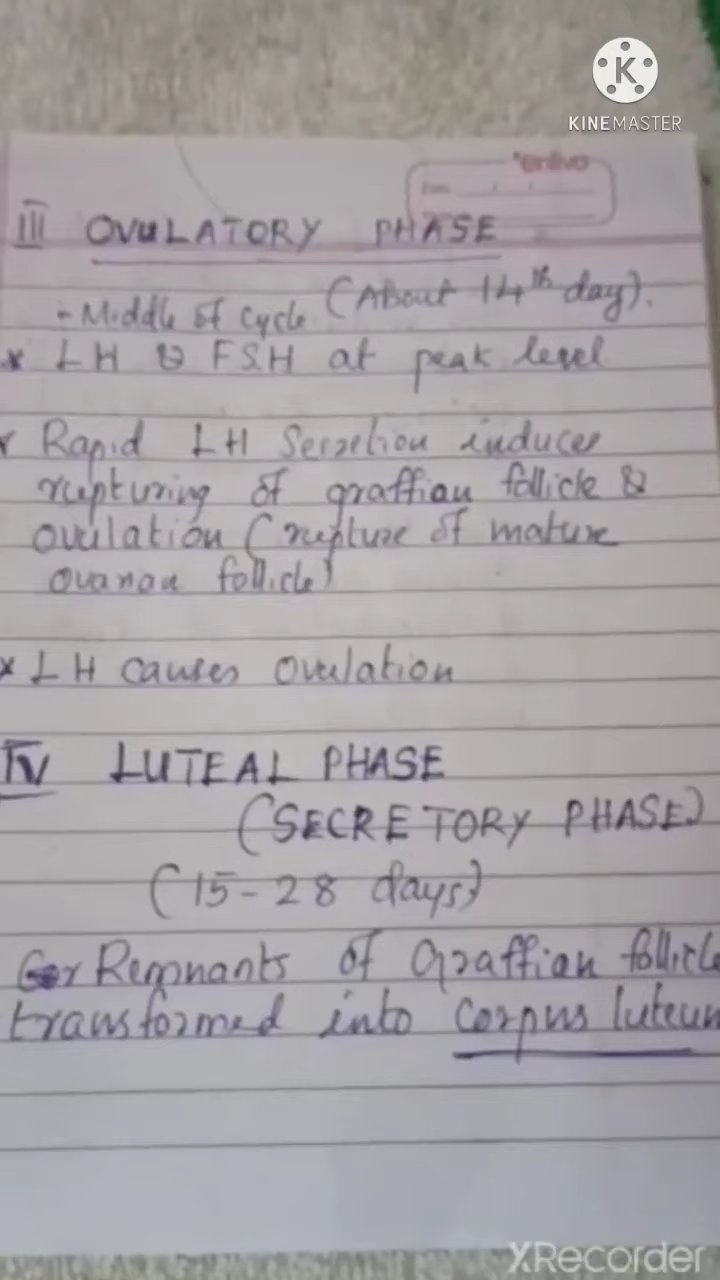 KINEMASTER
III OVULATORY PHASE
- Middle of cycle (About 14th day).
* LH & FSH at peak level
* Rapid LH Secretion induces
rupturing of graffian follicle &
ovulation (rupture of mature
ovarian follicle)
* LH causes ovulation
IV LUTEAL PHASE
(SECRETORY PHASE)
(15-28 days)
Remnants of Graffian follicle
transformed into corpus luteum
XRecorder